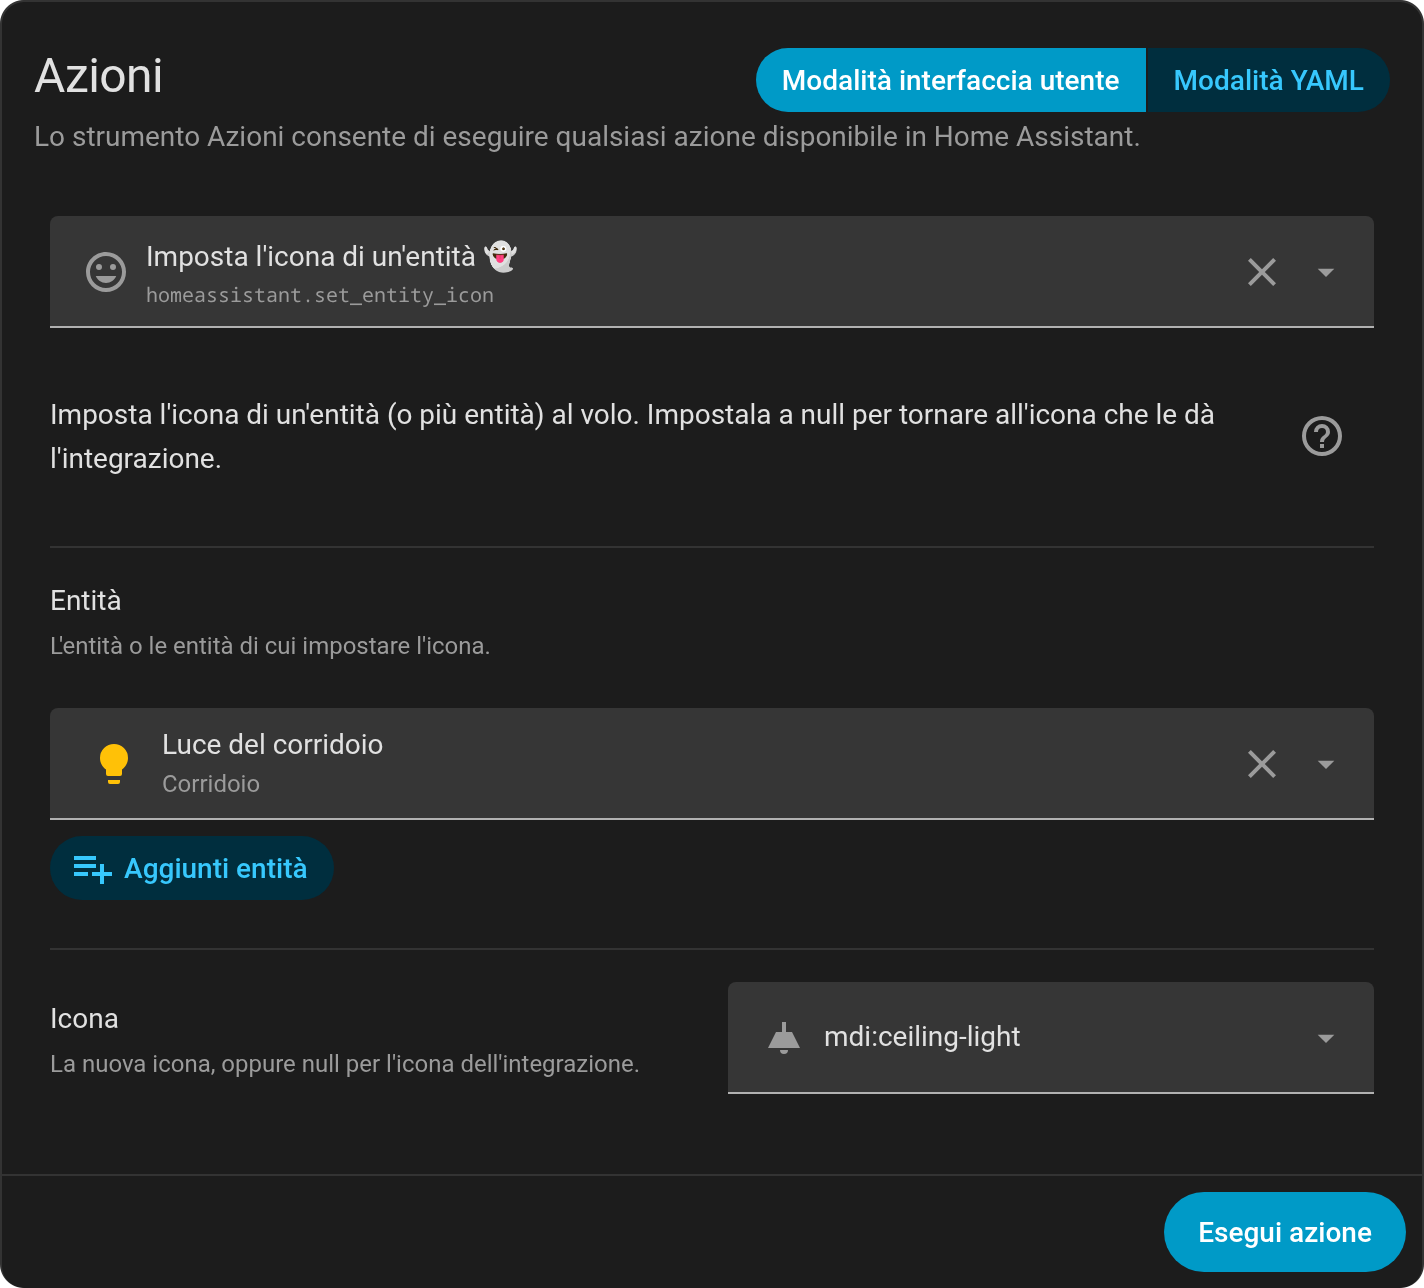 Azioni
Modalità interfaccia utente
Modalità YAML
Lo strumento Azioni consente di eseguire qualsiasi azione disponibile in Home Assistant.
Imposta l'icona di un'entità 👻
homeassistant.set_entity_icon
Imposta l'icona di un'entità (o più entità) al volo. Impostala a null per tornare all'icona che le dà
l'integrazione.
Entità
L'entità o le entità di cui impostare l'icona.
Luce del corridoio
Corridoio
Aggiunti entità
Icona
La nuova icona, oppure null per l'icona dell'integrazione.
mdi:ceiling-light
Esegui azione